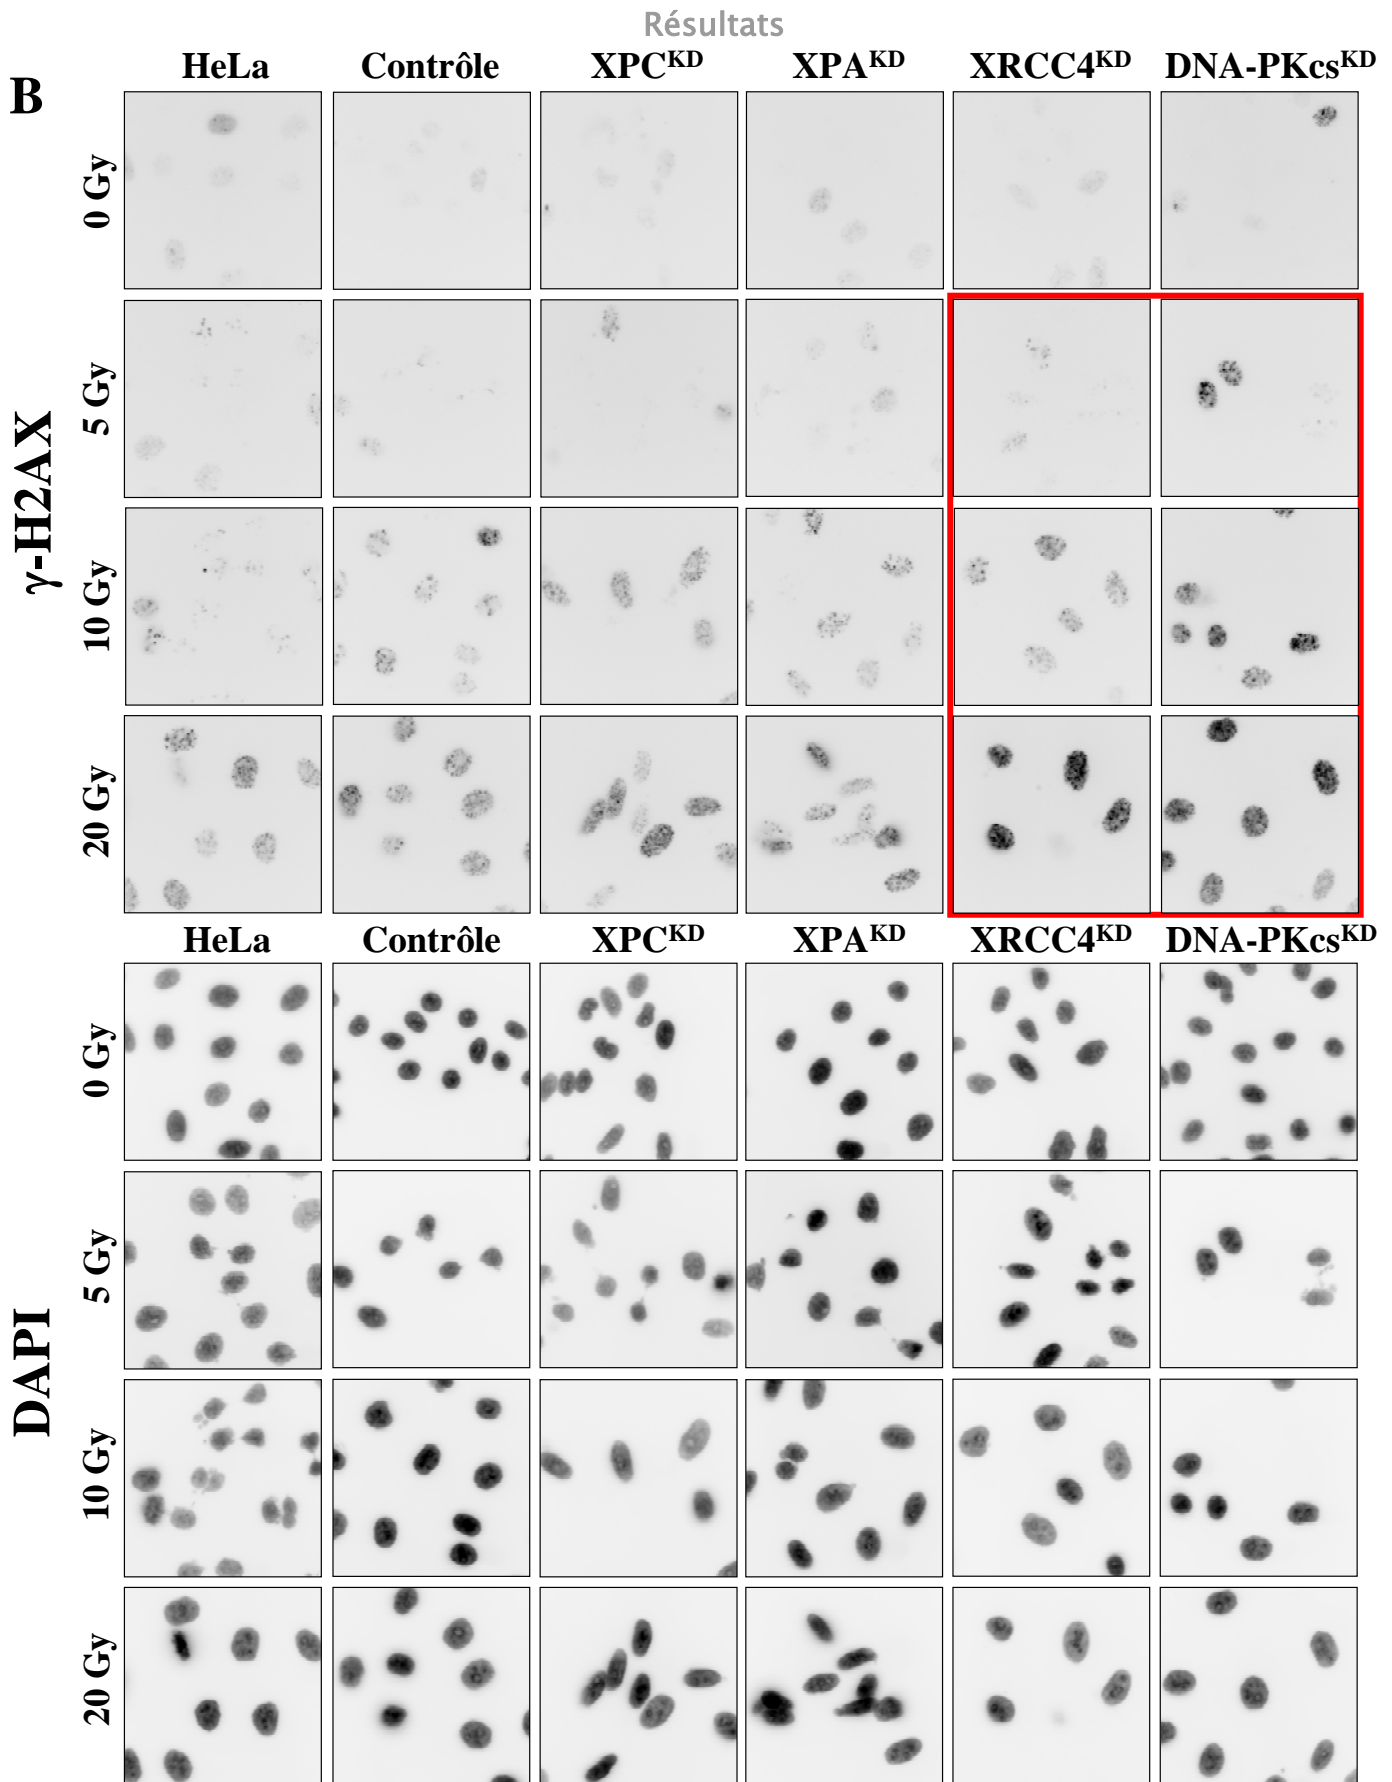 Résultats
B
HeLa Contrôle XPC^KD XPA^KD XRCC4^KD DNA-PKcs^KD
γ-H2AX
0 Gy
5 Gy
10 Gy
20 Gy
HeLa Contrôle XPC^KD XPA^KD XRCC4^KD DNA-PKcs^KD
DAPI
0 Gy
5 Gy
10 Gy
20 Gy